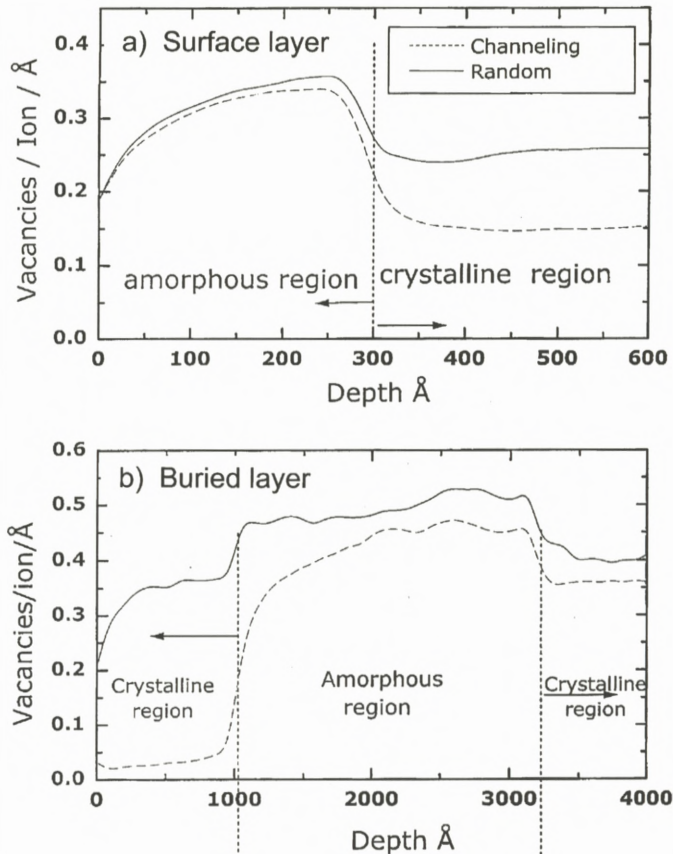 a) Surface layer
Channeling
Random
Vacancies / Ion / Å
0.4
0.3
0.2
0.1
0.0
amorphous region
crystalline region
0 100 200 300 400 500 600
Depth Å
b) Buried layer
Vacancies/ion/Å
0.6
0.5
0.4
0.3
0.2
0.1
0.0
Crystalline
region
Amorphous
region
Crystalline
region
0 1000 2000 3000 4000
Depth Å